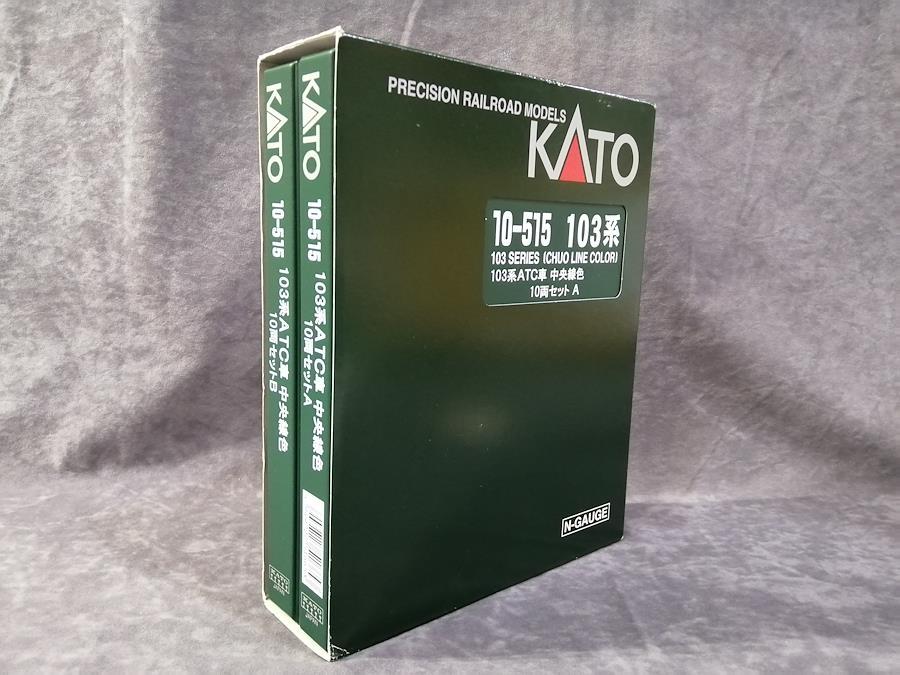 KATO
10-515
103系ATC車 中央線色
10両セットB
KATO
JAPAN
KATO
10-515
103系ATC車 中央線色
10両セットA
KATO
JAPAN
PRECISION RAILROAD MODELS
KATO
10-515 103系
103 SERIES (CHUO LINE COLOR)
103系ATC車 中央線色
10両セット A
N-GAUGE